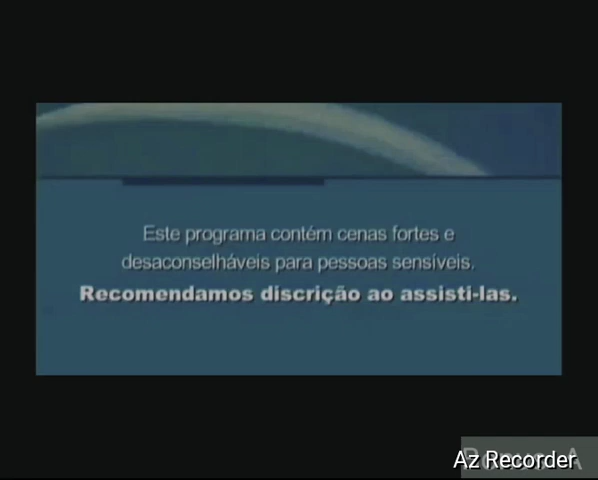 Este programa contém cenas fortes e
desaconselháveis para pessoas sensíveis.
Recomendamos discrição ao assisti-las.
Az Recorder